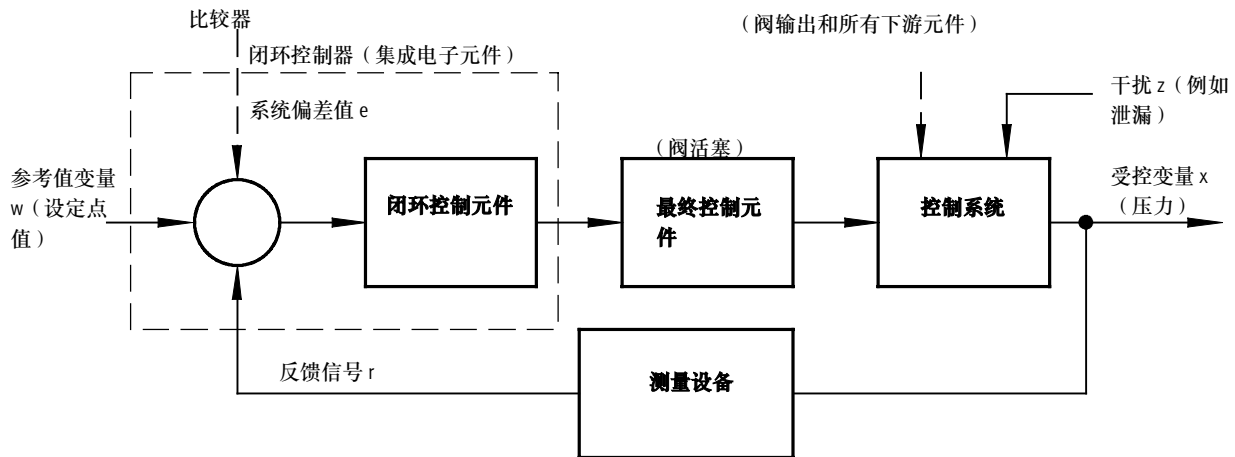 比较器
（阀输出和所有下游元件）
闭环控制器（集成电子元件）
干扰 z（例如
泄漏）
系统偏差值 e
（阀活塞）
参考值变量
w（设定点
值）
闭环控制元件
最终控制元
件
控制系统
受控变量 x
（压力）
反馈信号 r
测量设备